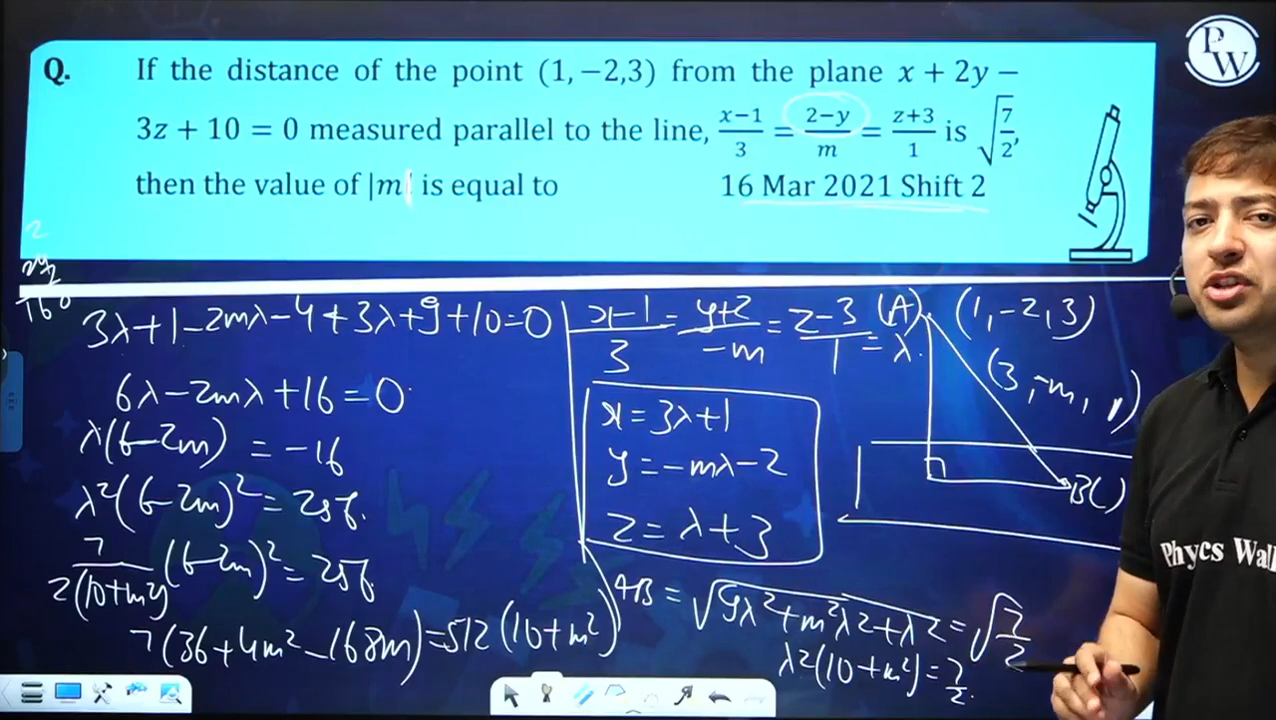 Q. If the distance of the point (1, −2,3) from the plane x + 2y −
3z + 10 = 0 measured parallel to the line, (x−1)/3 = (2−y)/m = (z+3)/1 is √(7/2),
then the value of |m| is equal to 16 Mar 2021 Shift 2
PW
2
160
3λ+1−2mλ−4+3λ+9+10=0
6λ−2mλ+16=0
λ(6−2m) = −16
λ²(6−2m)² = 256.
7/(2(10+m²)) (6−2m)² = 256.
7(36+4m²−168m)=512(10+m²)
(x−1)/3 = (y+2)/−m = (z−3)/1 = λ.
x=3λ+1
y=−mλ−2
z=λ+3
(A) (1,−2,3)
(3,−m,1)
B( )
AB = √(9λ²+m²λ²+λ²) = √(7/2)
λ²(10+m²)=7/2.
Physics Wall